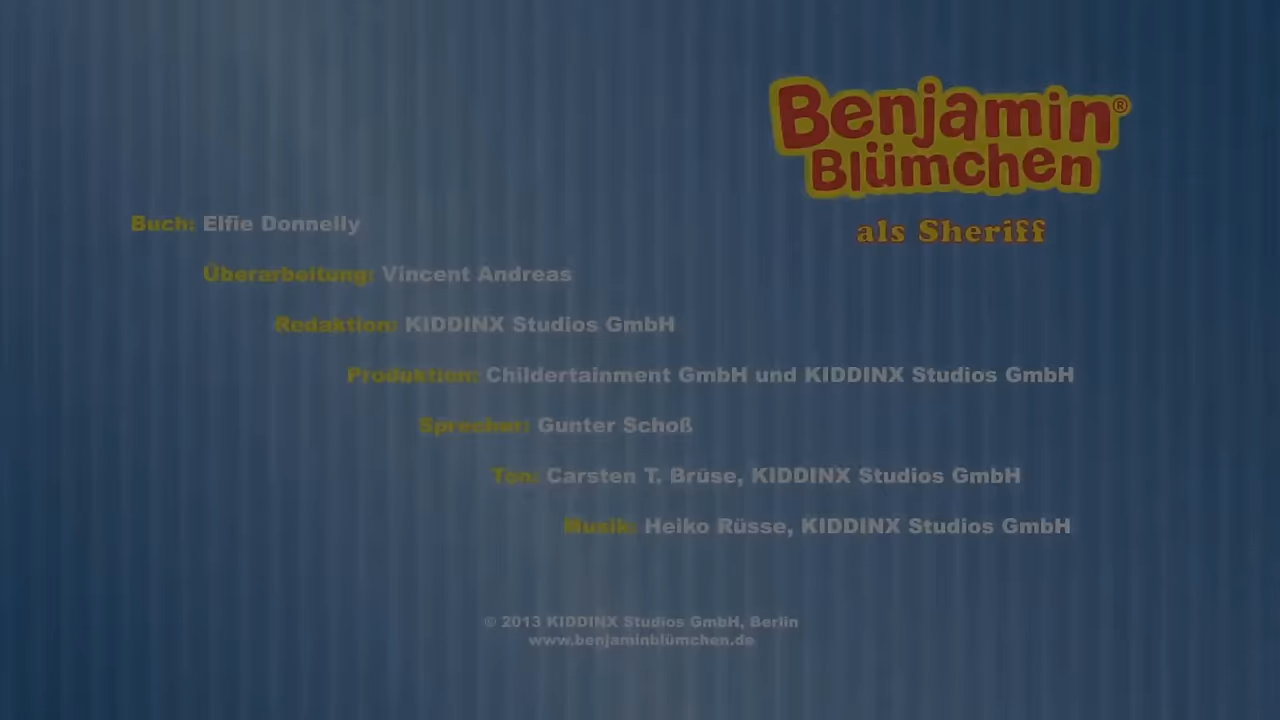 Benjamin®
Blümchen
als Sheriff
Buch: Elfie Donnelly
Überarbeitung: Vincent Andreas
Redaktion: KIDDINX Studios GmbH
Produktion: Childertainment GmbH und KIDDINX Studios GmbH
Sprecher: Gunter Schoß
Ton: Carsten T. Brüse, KIDDINX Studios GmbH
Musik: Heiko Rüsse, KIDDINX Studios GmbH
© 2013 KIDDINX Studios GmbH, Berlin
www.benjaminblümchen.de